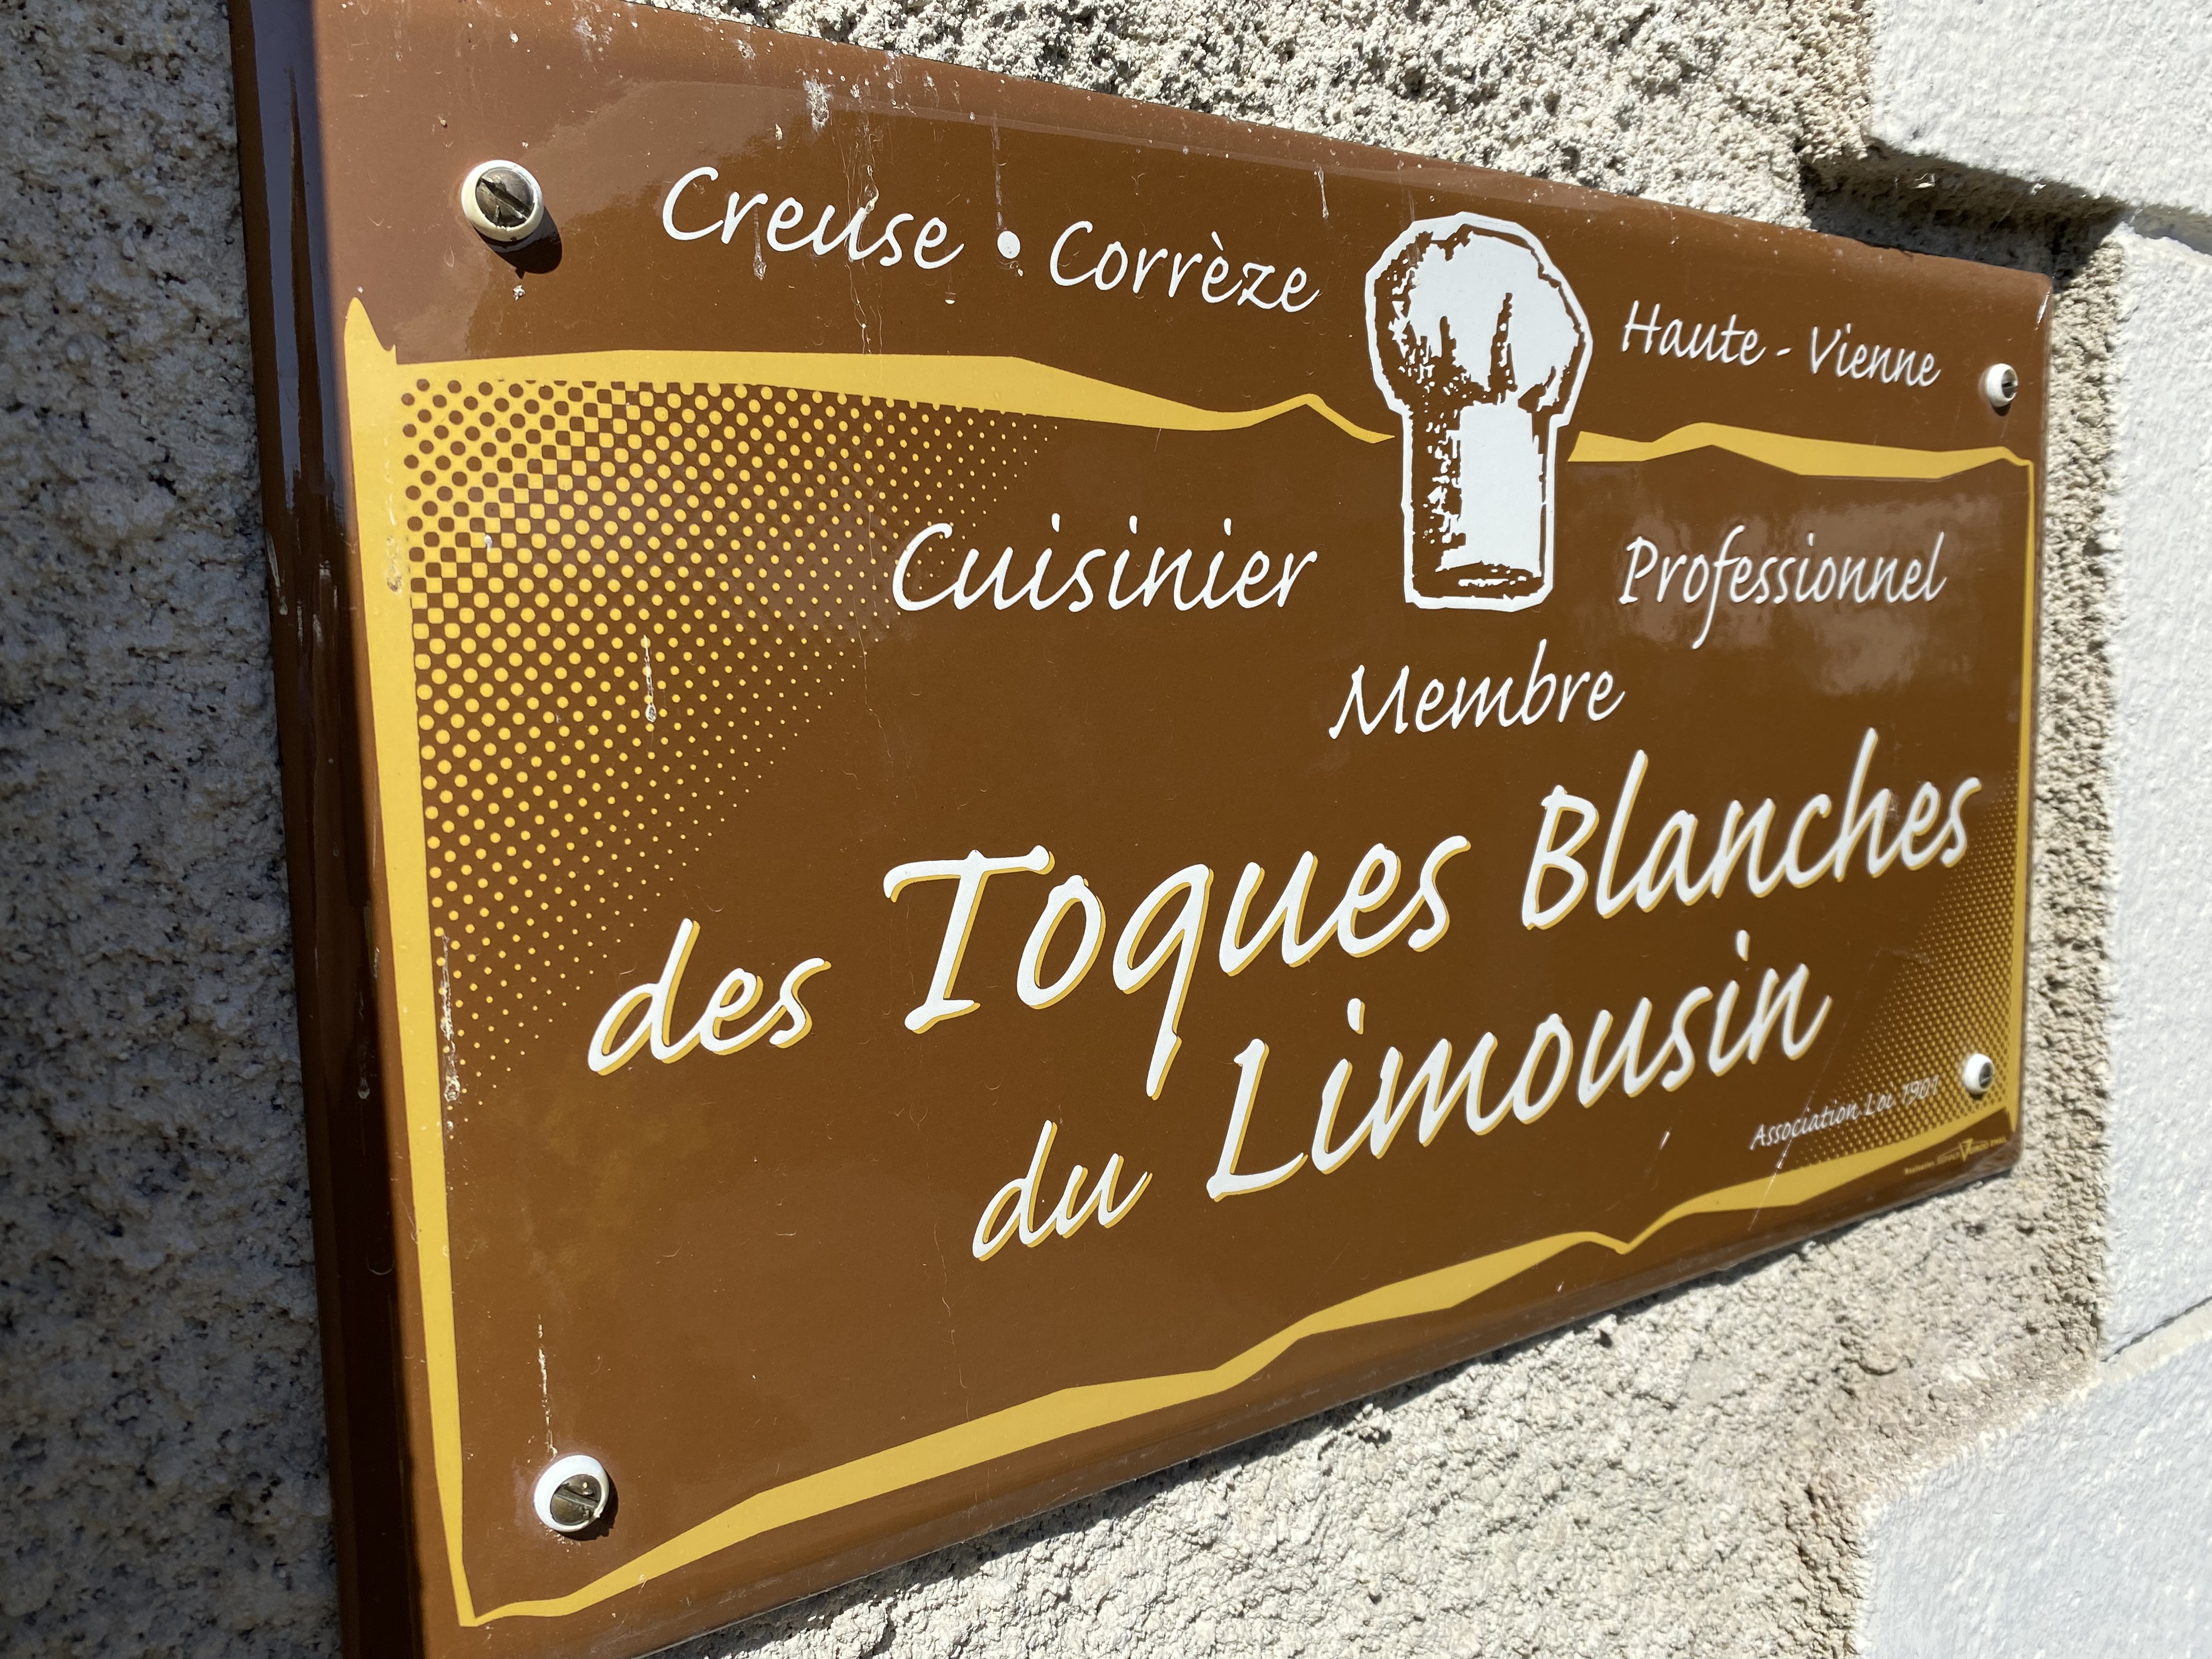 Creuse • Corrèze Haute - Vienne
Cuisinier Professionnel
Membre
des Toques Blanches
du Limousin
Association Loi 1901